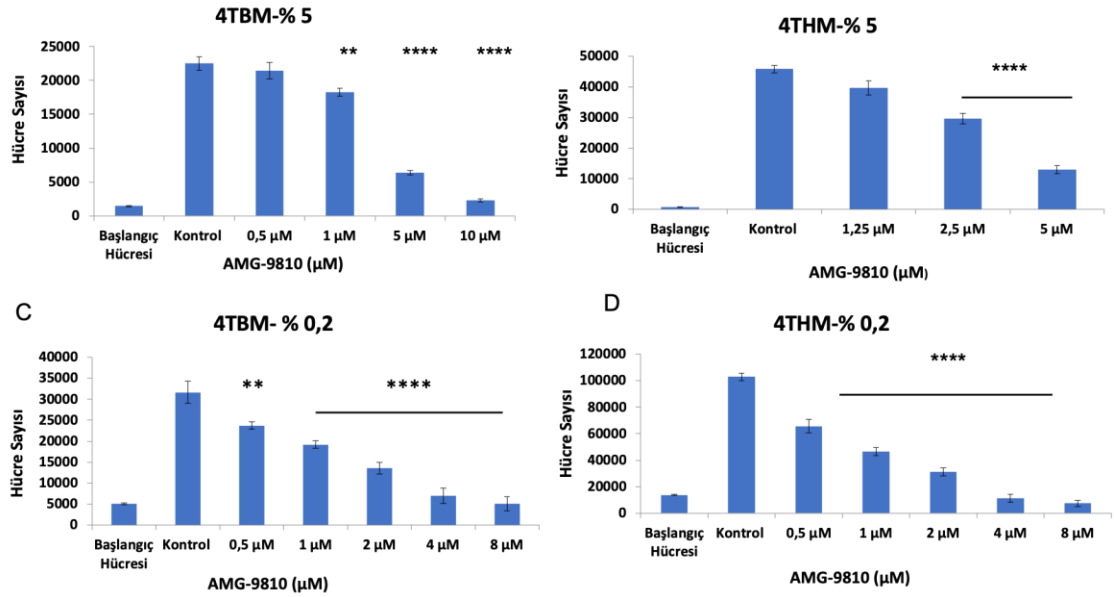 4TBM-% 5
** **** ****
25000
20000
15000
10000
5000
0
Hücre Sayısı
Başlangıç Hücresi
Kontrol
0,5 µM
1 µM
5 µM
10 µM
AMG-9810 (µM)
4THM-% 5
****
50000
40000
30000
20000
10000
0
Hücre Sayısı
Başlangıç Hücresi
Kontrol
1,25 µM
2,5 µM
5 µM
AMG-9810 (µM)
C
4TBM- % 0,2
** ****
40000
35000
30000
25000
20000
15000
10000
5000
0
Hücre Sayısı
Başlangıç Hücresi
Kontrol
0,5 µM
1 µM
2 µM
4 µM
8 µM
AMG-9810 (µM)
D
4THM-% 0,2
****
120000
100000
80000
60000
40000
20000
0
Hücre Sayısı
Başlangıç Hücresi
Kontrol
0,5 µM
1 µM
2 µM
4 µM
8 µM
AMG-9810 (µM)